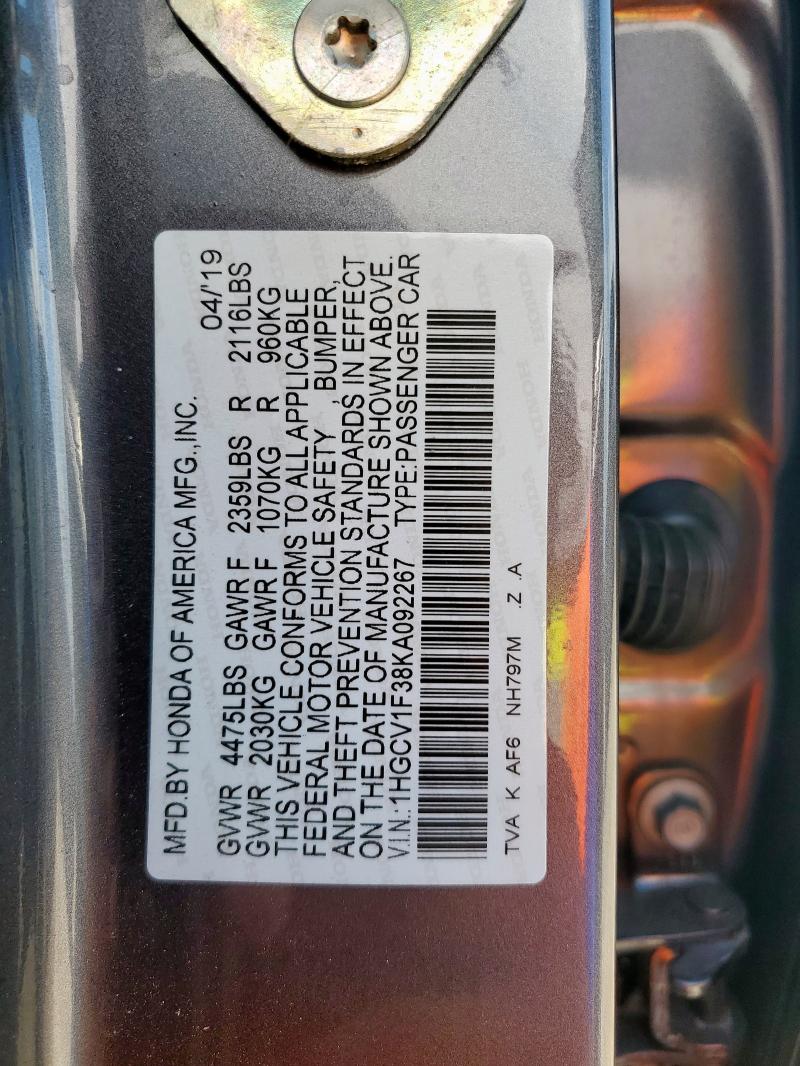 MFD.BY HONDA OF AMERICA MFG.,INC. 04/'19
GVWR 4475LBS GAWR F 2359LBS R 2116LBS
GVWR 2030KG GAWR F 1070KG R 960KG
THIS VEHICLE CONFORMS TO ALL APPLICABLE
FEDERAL MOTOR VEHICLE SAFETY , BUMPER,
AND THEFT PREVENTION STANDARDS IN EFFECT
ON THE DATE OF MANUFACTURE SHOWN ABOVE.
V.I.N.:1HGCV1F38KA092267 TYPE:PASSENGER CAR
TVA K AF6 NH797M .Z .A